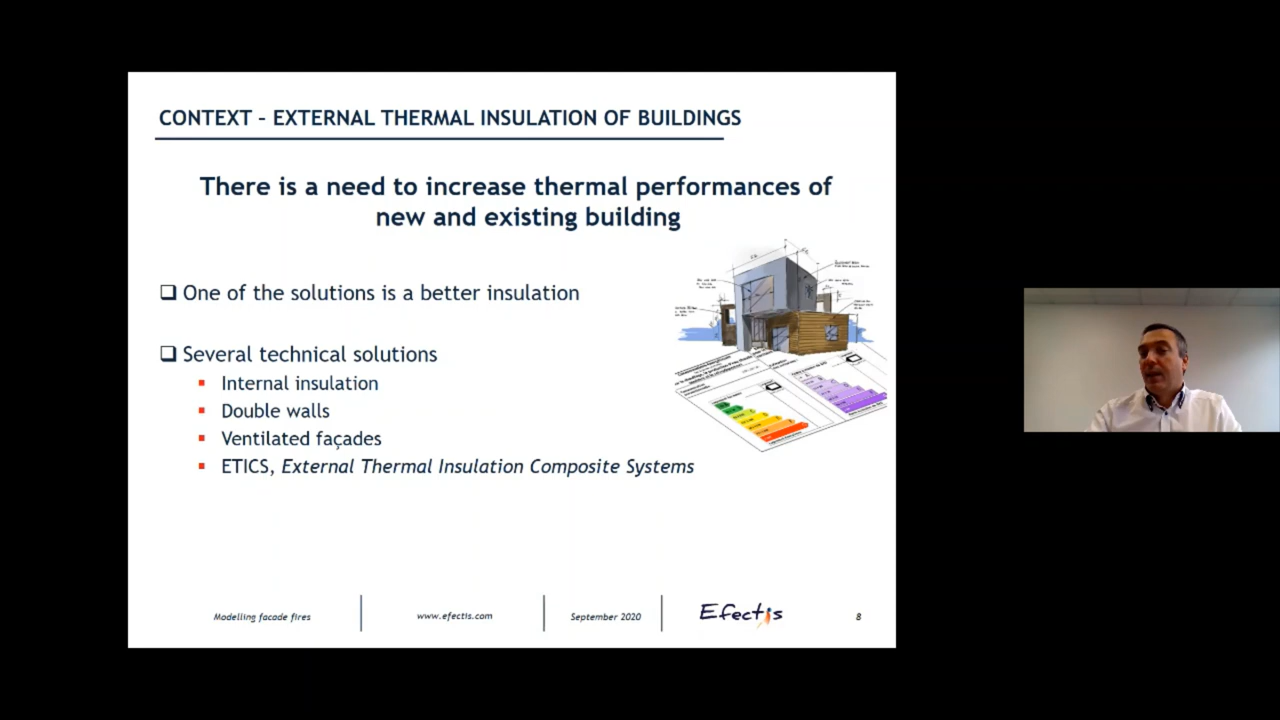 CONTEXT – EXTERNAL THERMAL INSULATION OF BUILDINGS
There is a need to increase thermal performances of
new and existing building
One of the solutions is a better insulation
Several technical solutions
Internal insulation
Double walls
Ventilated façades
ETICS, External Thermal Insulation Composite Systems
Modelling facade fires
www.efectis.com
September 2020
Efectis
8